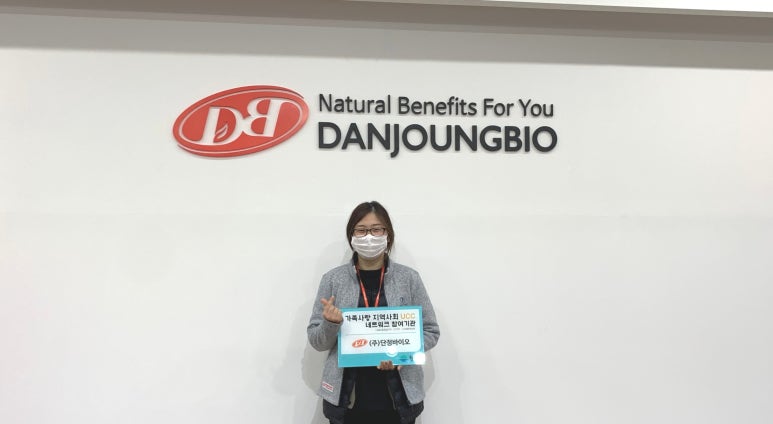 DB
Natural Benefits For You
DANJOUNGBIO
가족사랑 지역사회 UCC
네트워크 참여기관
(주)단정바이오